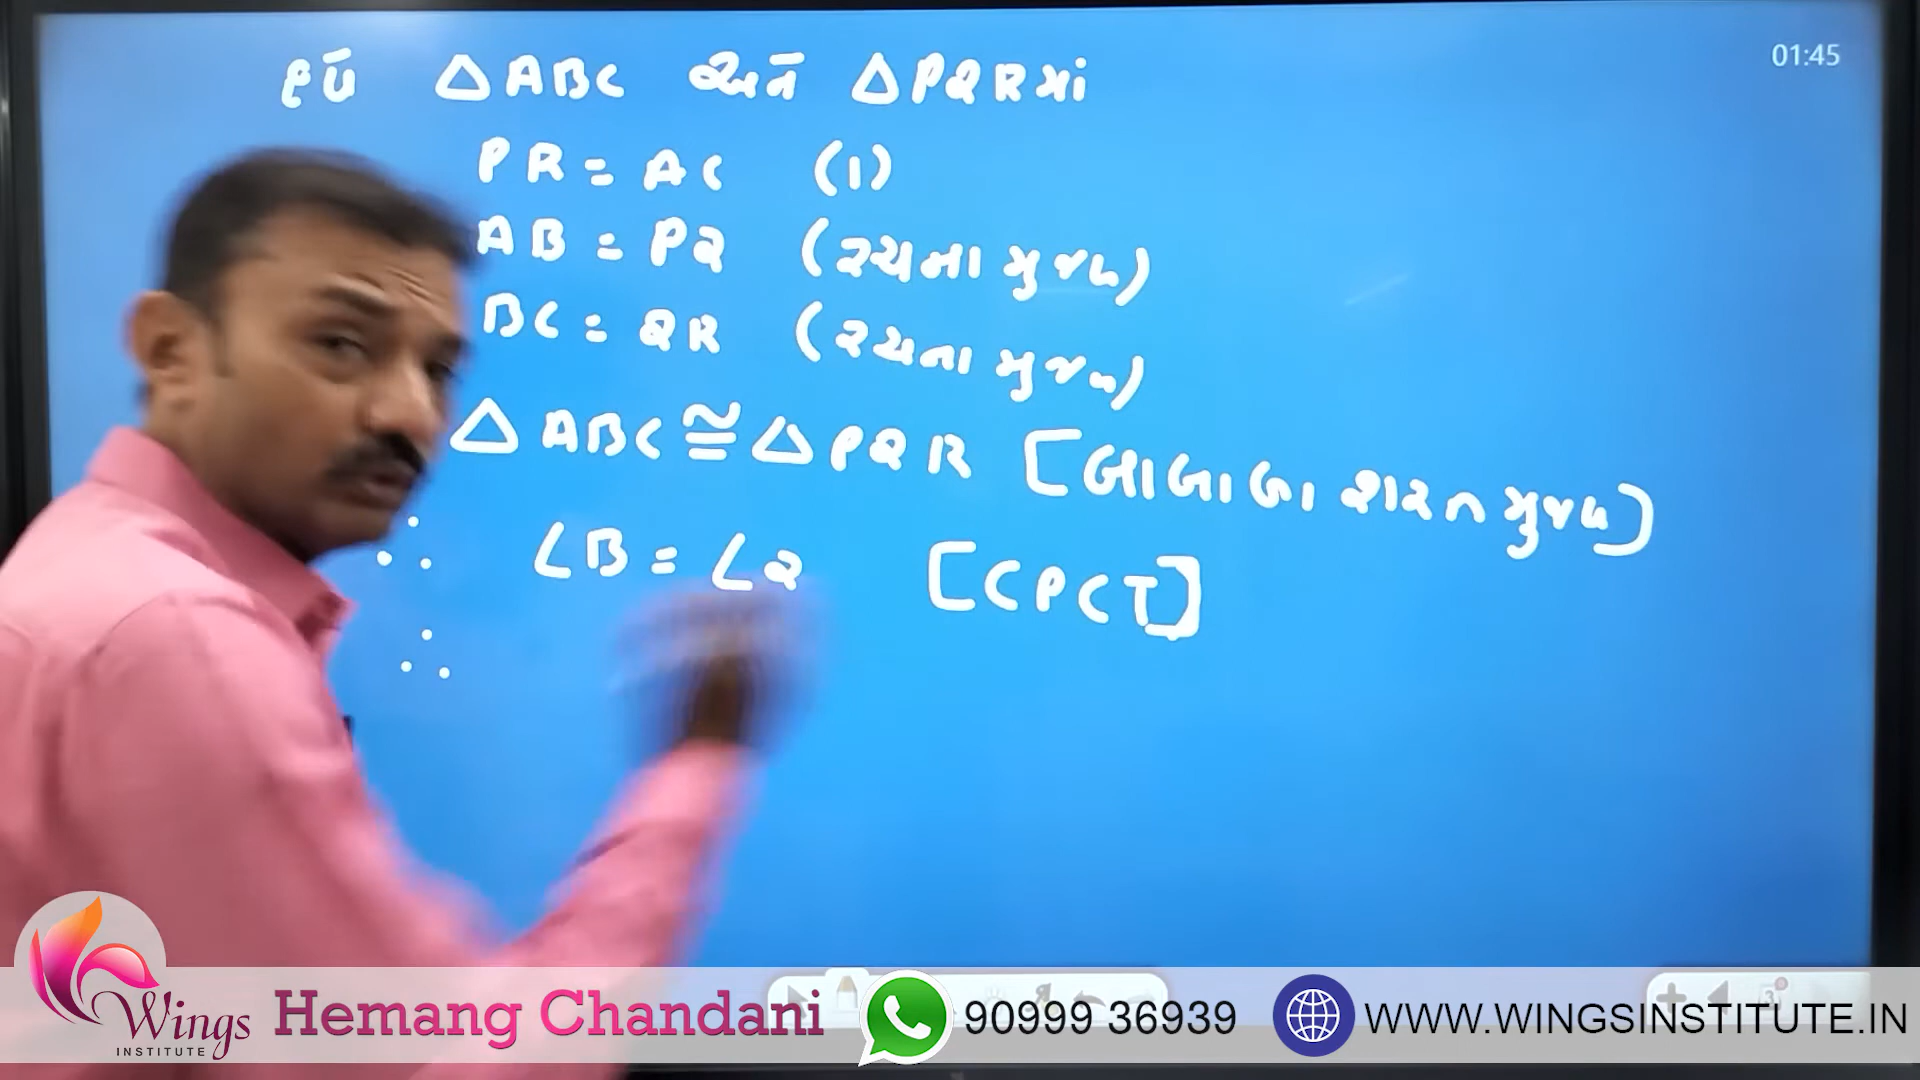 હવે △ABC અને △PQRમાં
PR = AC (1)
AB = PQ (રચના મુજબ)
BC = QR (રચના મુજબ)
△ABC ≅ △PQR [બાબાબા શરત મુજબ]
∴ ∠B = ∠Q [CPCT]
∴
01:45
Wings
INSTITUTE
Hemang Chandani
90999 36939
WWW.WINGSINSTITUTE.IN